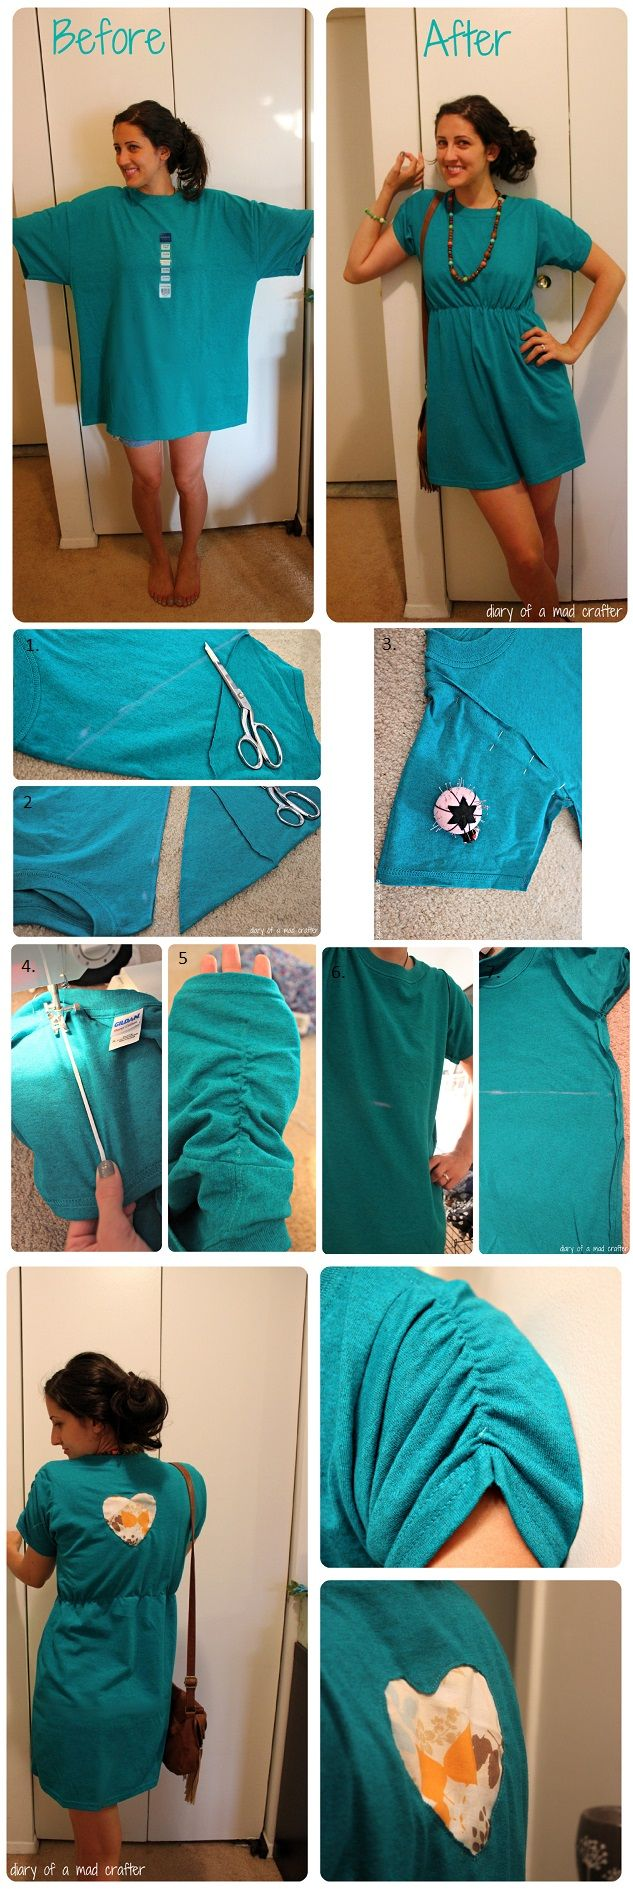 Before
After
diary of a mad crafter
1.
3.
2
diary of a mad crafter
4.
GILDAN
5
6.
7.
diary of a mad crafter
diary of a mad crafter